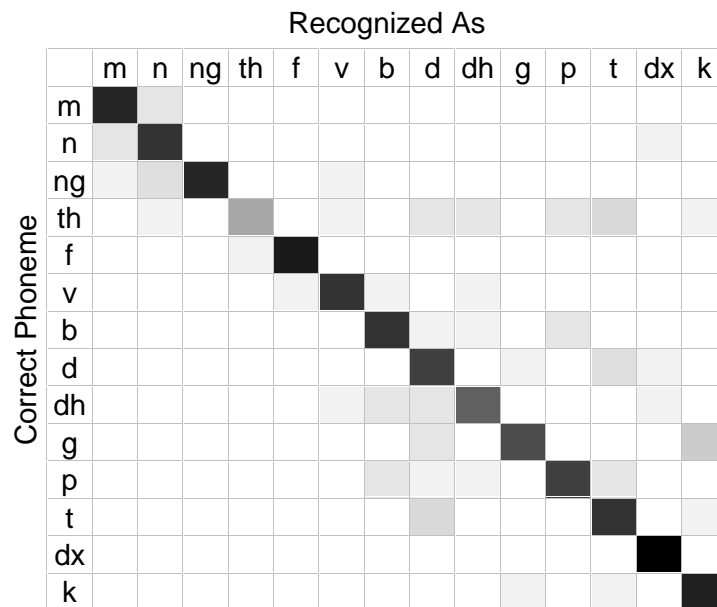 Recognized As
m n ng th f v b d dh g p t dx k
Correct Phoneme
m
n
ng
th
f
v
b
d
dh
g
p
t
dx
k